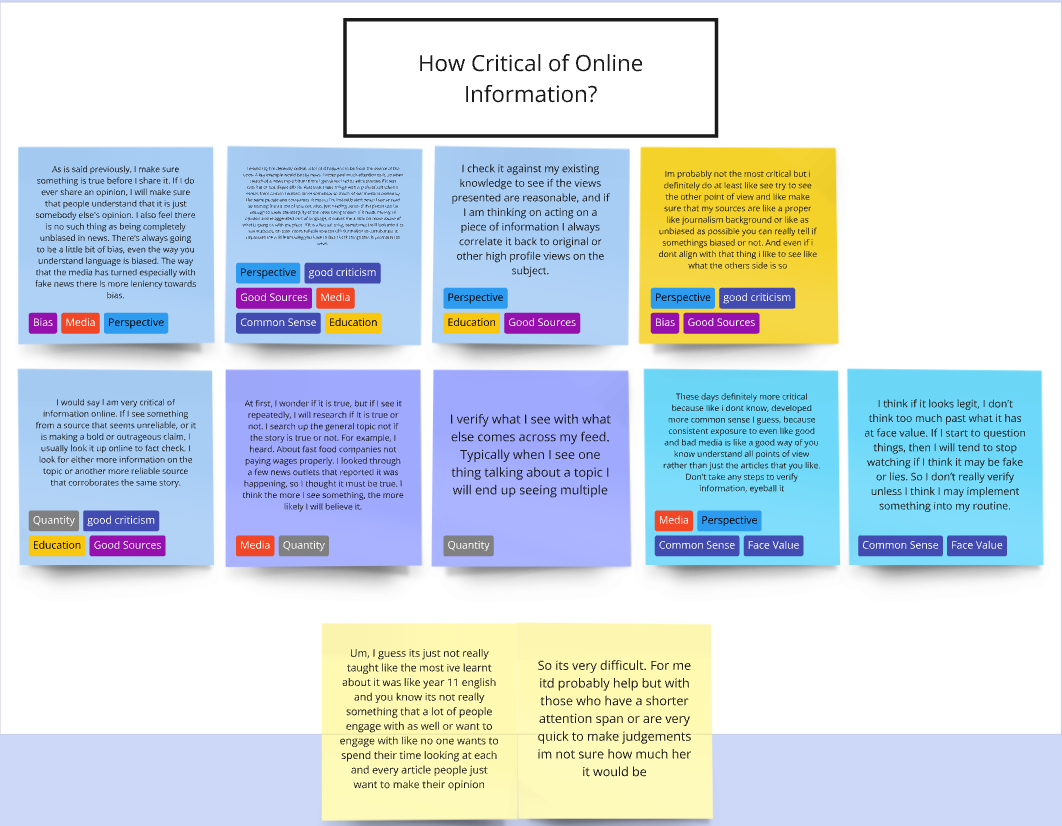 How Critical of Online
Information?
As is said previously, I make sure
something is true before I share it. If I do
ever share an opinion, I will make sure
that people understand that it is just
somebody else's opinion. I also feel there
is no such thing as being completely
unbiased in news. There's always going
to be a little bit of bias, even the way you
understand language is biased. The way
that the media has turned especially with
fake news there is more leniency towards
bias.
Bias Media Perspective
Perspective good criticism
Good Sources Media
Common Sense Education
I check it against my existing
knowledge to see if the views
presented are reasonable, and if
I am thinking on acting on a
piece of information I always
correlate it back to original or
other high profile views on the
subject.
Perspective
Education Good Sources
Im probably not the most critical but i
definitely do at least like see try to see
the other point of view and like make
sure that my sources are like a proper
like journalism background or like as
unbiased as possible you can really tell if
somethings biased or not. And even if i
dont align with that thing i like to see like
what the others side is so
Perspective good criticism
Bias Good Sources
I would say I am very critical of
information online. If I see something
from a source that seems unreliable, or it
is making a bold or outrageous claim, I
usually look it up online to fact check. I
look for either more information on the
topic or another more reliable source
that corroborates the same story.
Quantity good criticism
Education Good Sources
At first, I wonder if it is true, but if I see it
repeatedly, I will research if it is true or
not. I search up the general topic not if
the story is true or not. For example, I
heard. About fast food companies not
paying wages properly. I looked through
a few news outlets that reported it was
happening, so I thought it must be true. I
think the more I see something, the more
likely I will believe it.
Media Quantity
I verify what I see with what
else comes across my feed.
Typically when I see one
thing talking about a topic I
will end up seeing multiple
Quantity
These days definitely more critical
because like i dont know, developed
more common sense I guess, because
consistent exposure to even like good
and bad media is like a good way of you
know understand all points of view
rather than just the articles that you like.
Don't take any steps to verify
information, eyeball it
Media Perspective
Common Sense Face Value
I think if it looks legit, I don't
think too much past what it has
at face value. If I start to question
things, then I will tend to stop
watching if I think it may be fake
or lies. So I don't really verify
unless I think I may implement
something into my routine.
Common Sense Face Value
Um, I guess its just not really
taught like the most ive learnt
about it was like year 11 english
and you know its not really
something that a lot of people
engage with as well or want to
engage with like no one wants to
spend their time looking at each
and every article people just
want to make their opinion
So its very difficult. For me
itd probably help but with
those who have a shorter
attention span or are very
quick to make judgements
im not sure how much her
it would be